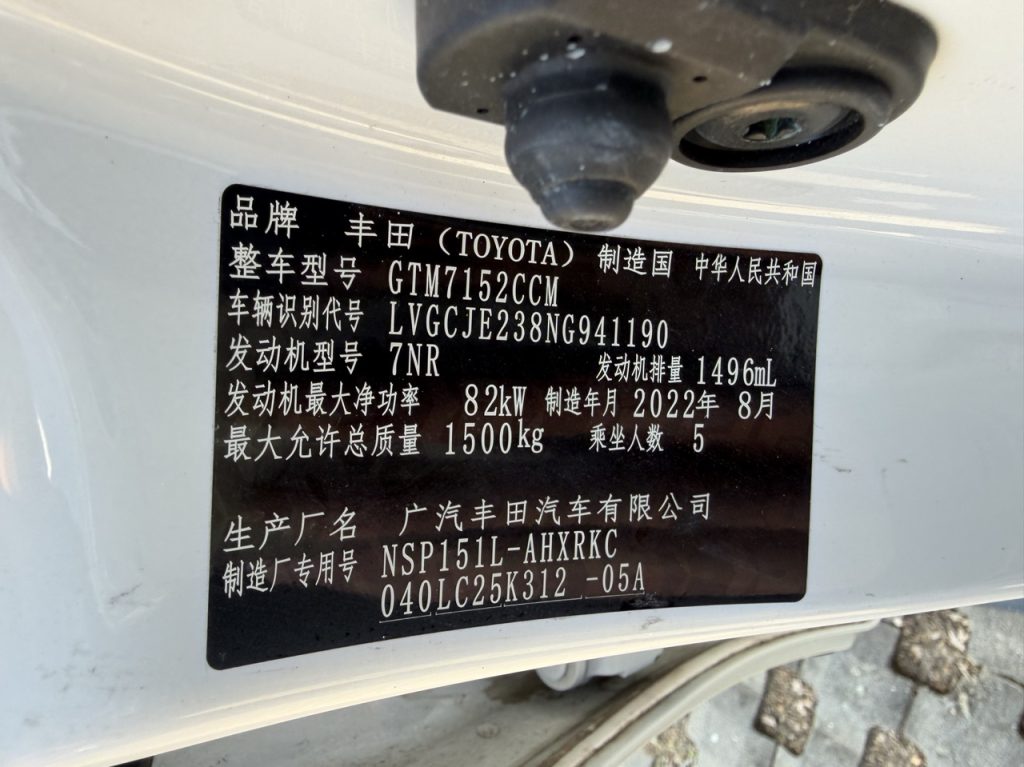 品牌 丰田（TOYOTA） 制造国 中华人民共和国
整车型号 GTM7152CCM
车辆识别代号 LVGCJE238NG941190
发动机型号 7NR 发动机排量 1496mL
发动机最大净功率 82kW 制造年月 2022年 8月
最大允许总质量 1500kg 乘坐人数 5
生产厂名 广汽丰田汽车有限公司
制造厂专用号 NSP151L-AHXRKC
040LC25K312 -05A